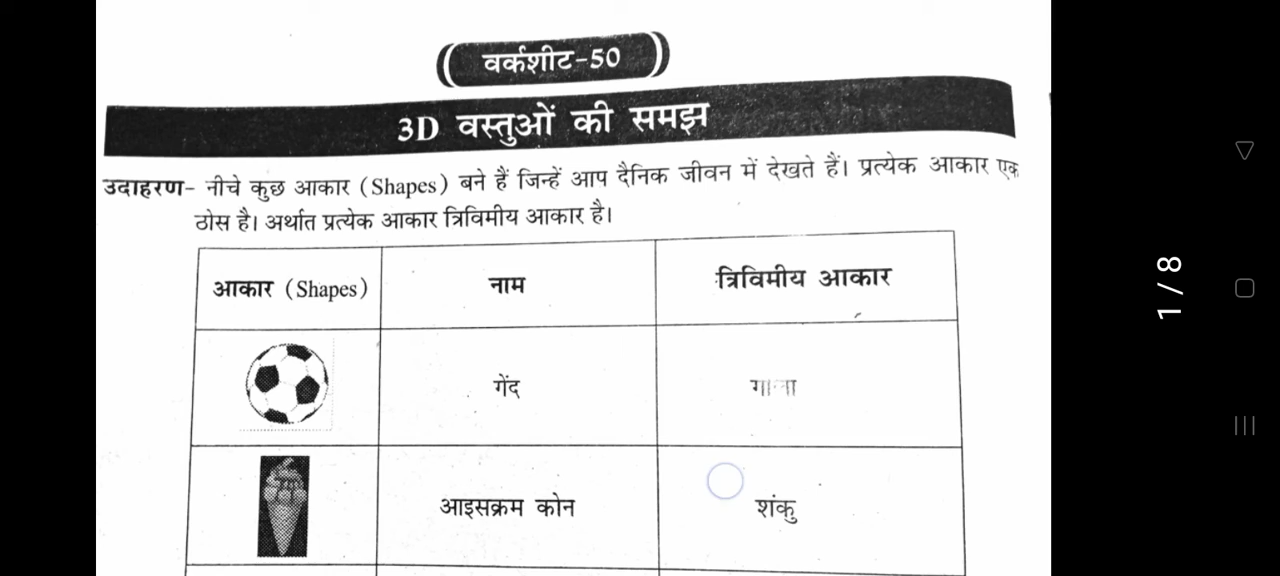 वर्कशीट-50
3D वस्तुओं की समझ
उदाहरण- नीचे कुछ आकार (Shapes) बने हैं जिन्हें आप दैनिक जीवन में देखते हैं। प्रत्येक आकार एक
ठोस है। अर्थात प्रत्येक आकार त्रिविमीय आकार है।
आकार (Shapes) नाम त्रिविमीय आकार
गेंद
आइसक्रम कोन शंकु
1/8